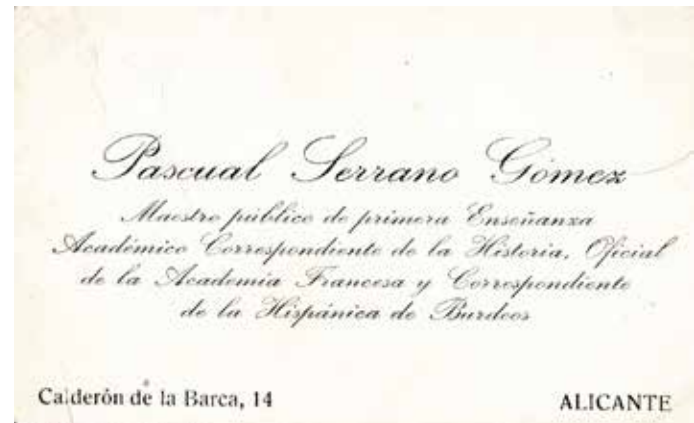 Pascual Serrano Gómez
Maestro público de primera Enseñanza
Académico Correspondiente de la Historia, Oficial
de la Academia Francesa y Correspondiente
de la Hispánica de Burdeos
Calderón de la Barca, 14
ALICANTE